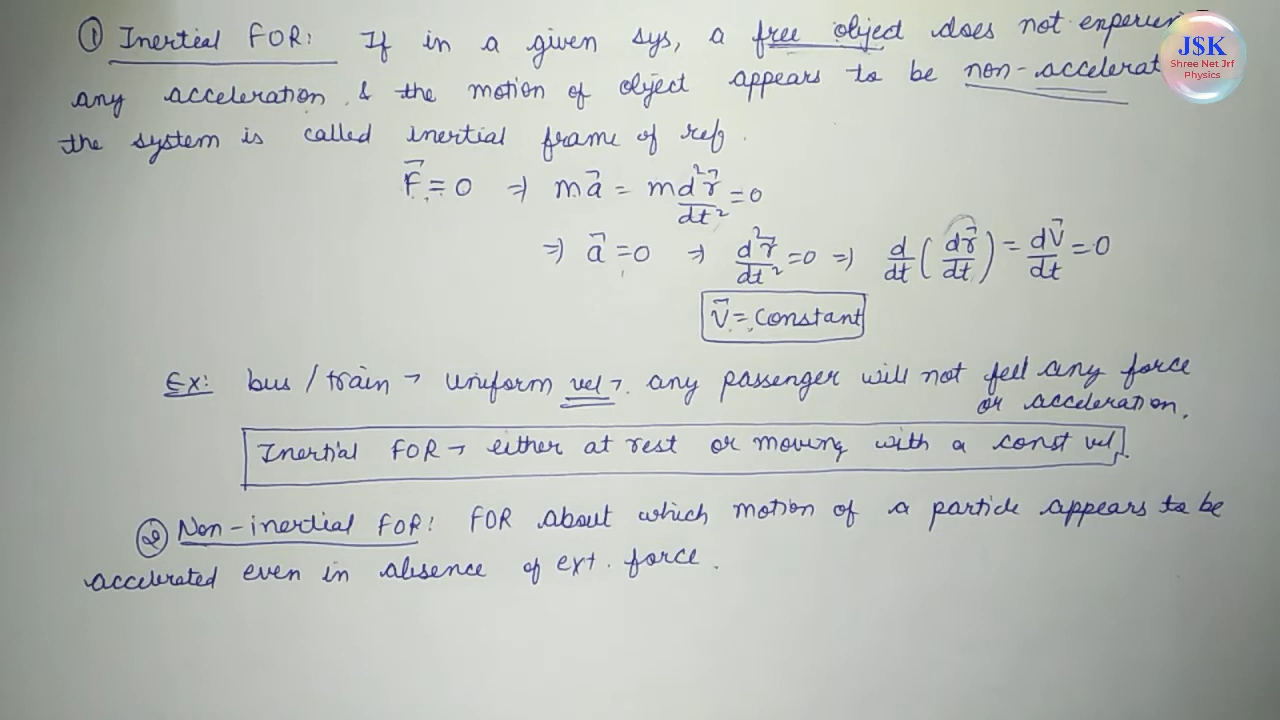 ① Inertial FOR: If in a given sys, a free object does not experien
any acceleration & the motion of object appears to be non-accelerat
the system is called inertial frame of ref.
F⃗ = 0 ⇒ ma⃗ = m d²r⃗/dt² = 0
⇒ a⃗ = 0 ⇒ d²r⃗/dt² = 0 ⇒ d/dt (dr⃗/dt) = dv⃗/dt = 0
v⃗ = constant
Ex: bus / train → uniform vel → any passenger will not feel any force
or acceleration.
Inertial FOR → either at rest or moving with a const vel.
② Non-inertial FOR: FOR about which motion of a particle appears to be
accelerated even in absence of ext. force.
JSK
Shree Net Jrf
Physics